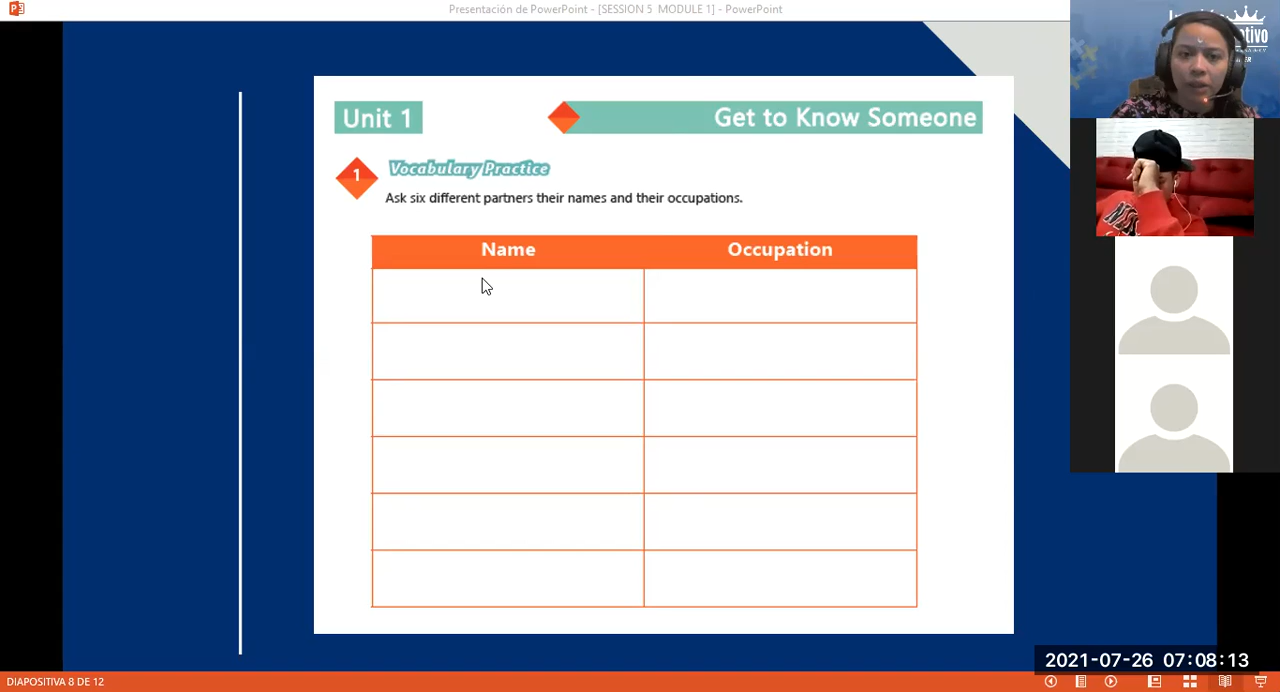 Presentación de PowerPoint - [SESSION 5 MODULE 1] - PowerPoint
Unit 1
Get to Know Someone
1
Vocabulary Practice
Ask six different partners their names and their occupations.
Name
Occupation
2021-07-26 07:08:13
DIAPOSITIVA 8 DE 12